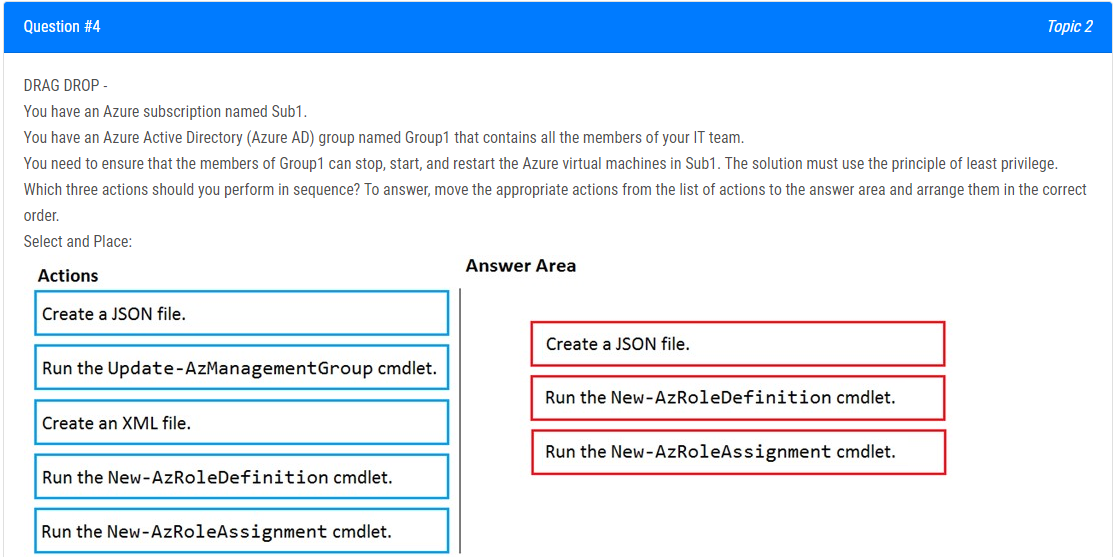 Question #4
Topic 2
DRAG DROP -
You have an Azure subscription named Sub1.
You have an Azure Active Directory (Azure AD) group named Group1 that contains all the members of your IT team.
You need to ensure that the members of Group1 can stop, start, and restart the Azure virtual machines in Sub1. The solution must use the principle of least privilege.
Which three actions should you perform in sequence? To answer, move the appropriate actions from the list of actions to the answer area and arrange them in the correct
order.
Select and Place:
Actions
Create a JSON file.
Run the Update-AzManagementGroup cmdlet.
Create an XML file.
Run the New-AzRoleDefinition cmdlet.
Run the New-AzRoleAssignment cmdlet.
Answer Area
Create a JSON file.
Run the New-AzRoleDefinition cmdlet.
Run the New-AzRoleAssignment cmdlet.